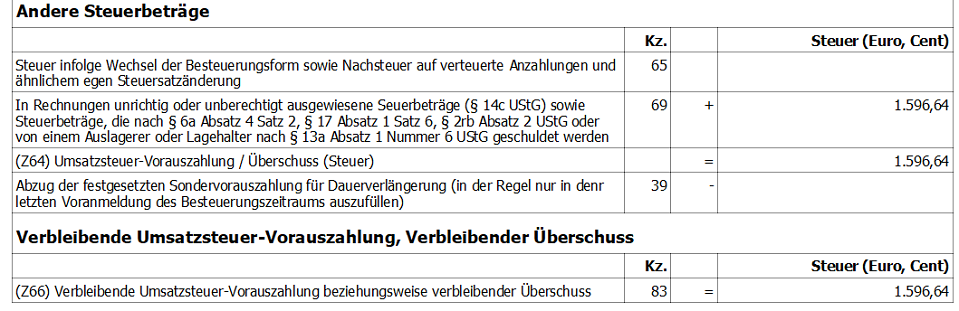 Andere Steuerbeträge
Kz. Steuer (Euro, Cent)
Steuer infolge Wechsel der Besteuerungsform sowie Nachsteuer auf verteuerte Anzahlungen und 65
ähnlichem egen Steuersatzänderung
In Rechnungen unrichtig oder unberechtigt ausgewiesene Seuerbeträge (§ 14c UStG) sowie 69 + 1.596,64
Steuerbeträge, die nach § 6a Absatz 4 Satz 2, § 17 Absatz 1 Satz 6, § 2rb Absatz 2 UStG oder
von einem Auslagerer oder Lagehalter nach § 13a Absatz 1 Nummer 6 UStG geschuldet werden
(Z64) Umsatzsteuer-Vorauszahlung / Überschuss (Steuer) = 1.596,64
Abzug der festgesetzten Sondervorauszahlung für Dauerverlängerung (in der Regel nur in denr 39 -
letzten Voranmeldung des Besteuerungszeitraums auszufüllen)
Verbleibende Umsatzsteuer-Vorauszahlung, Verbleibender Überschuss
Kz. Steuer (Euro, Cent)
(Z66) Verbleibende Umsatzsteuer-Vorauszahlung beziehungsweise verbleibender Überschuss 83 = 1.596,64